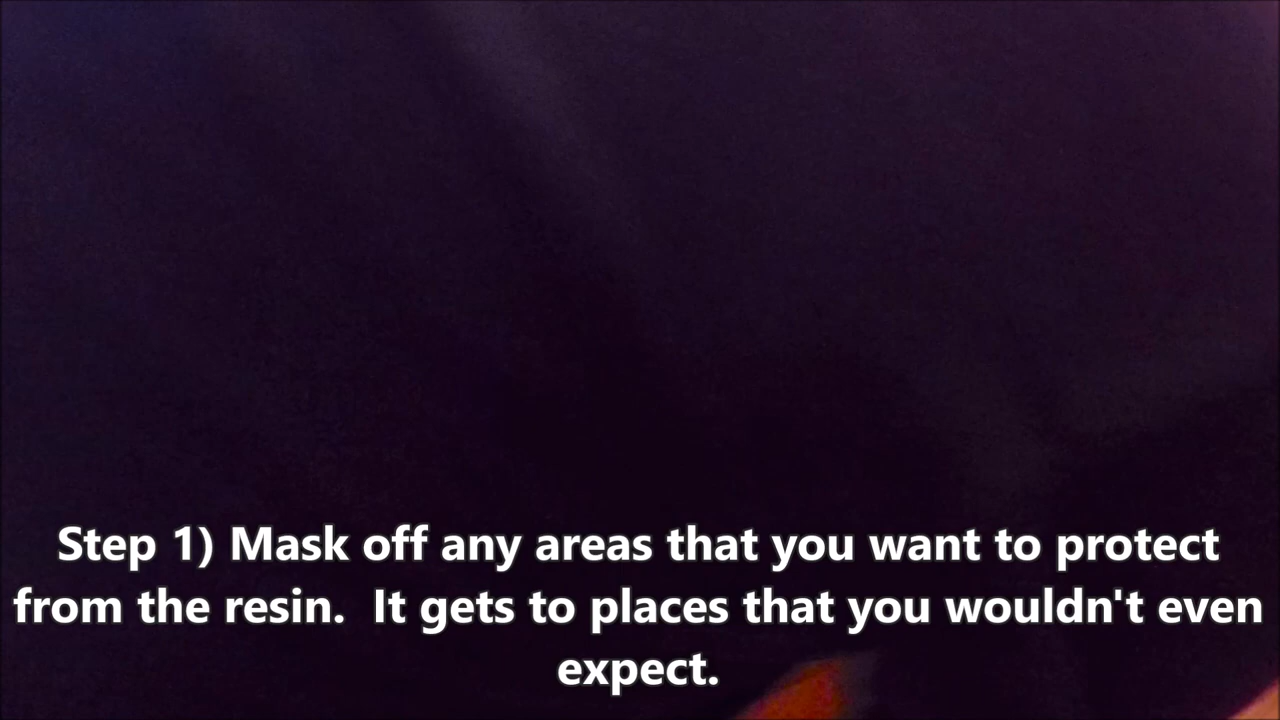 Step 1) Mask off any areas that you want to protect
from the resin.  It gets to places that you wouldn't even
expect.